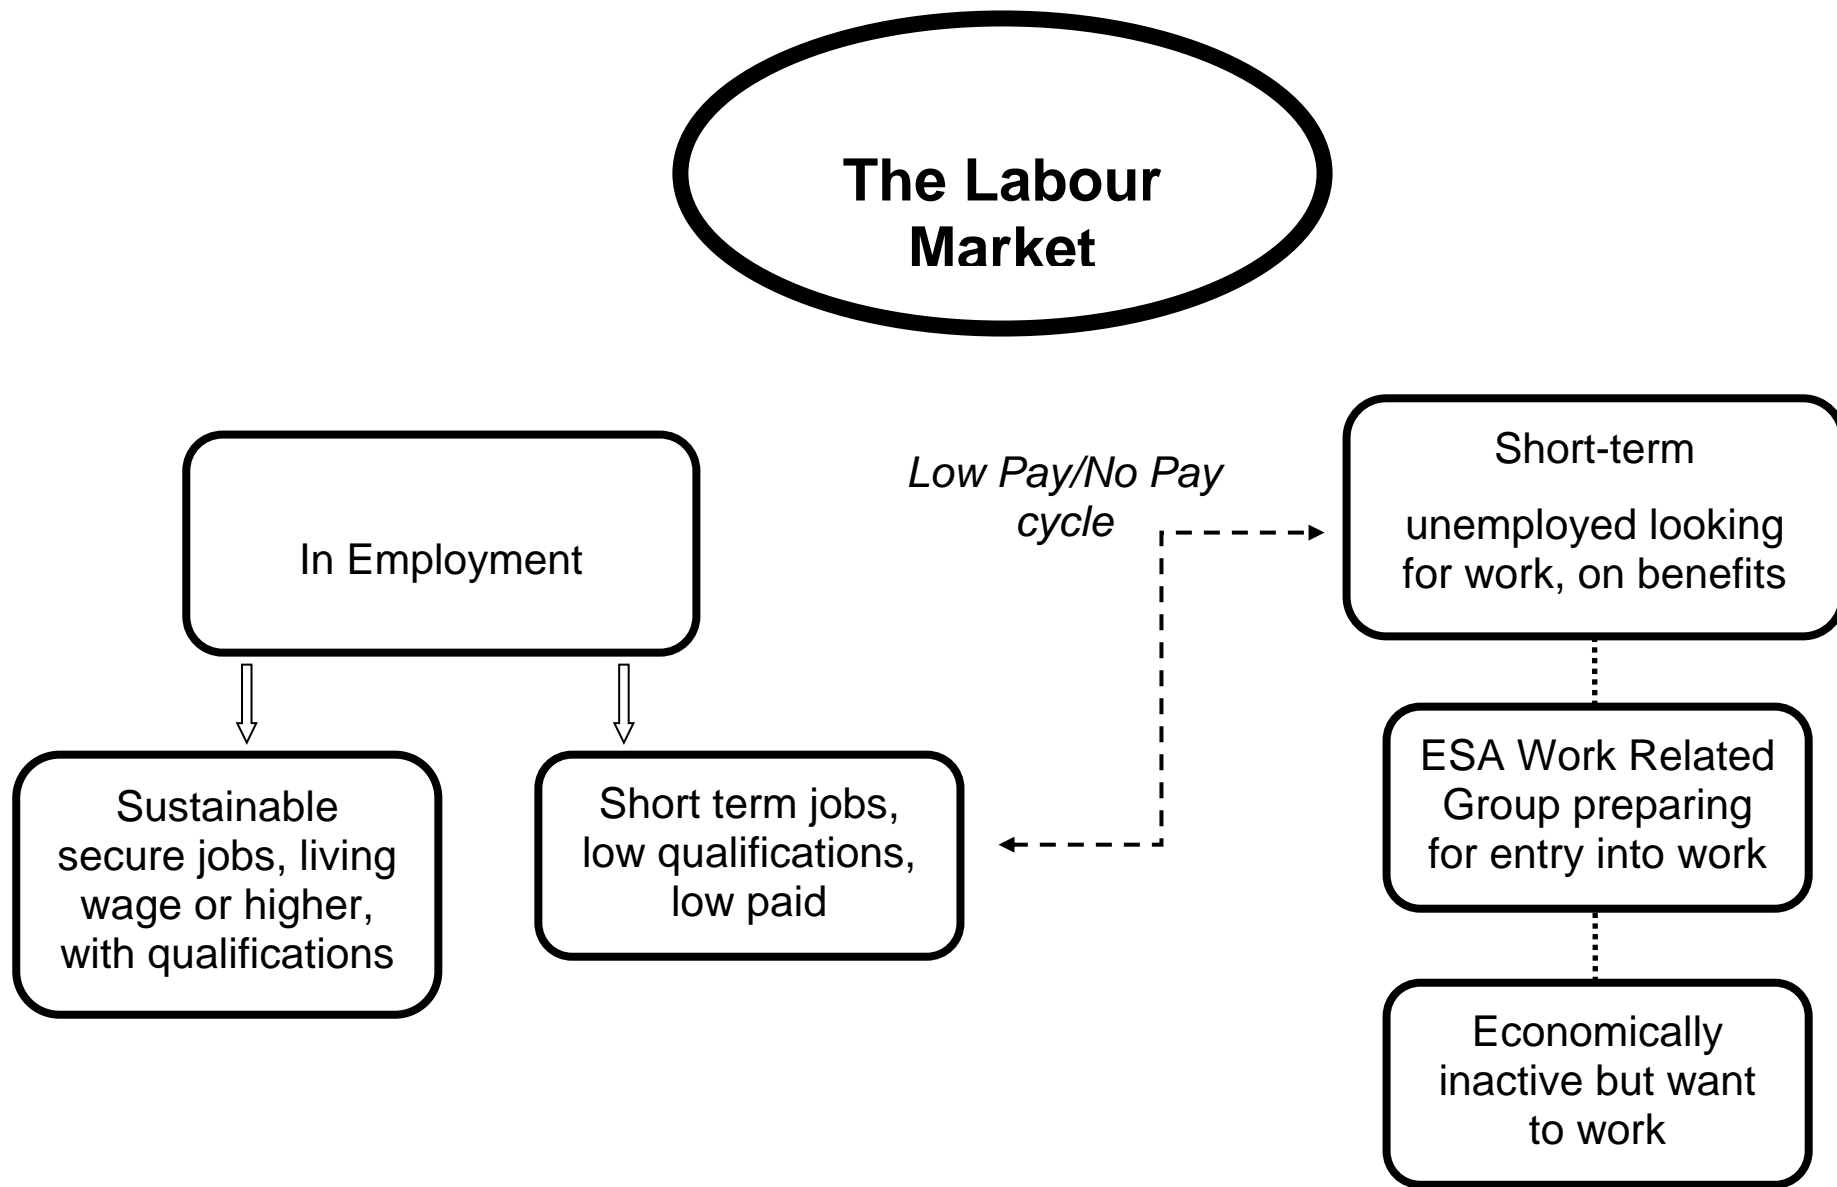 The Labour
Market
In Employment
Low Pay/No Pay
cycle
Short-term
unemployed looking
for work, on benefits
Sustainable
secure jobs, living
wage or higher,
with qualifications
Short term jobs,
low qualifications,
low paid
ESA Work Related
Group preparing
for entry into work
Economically
inactive but want
to work